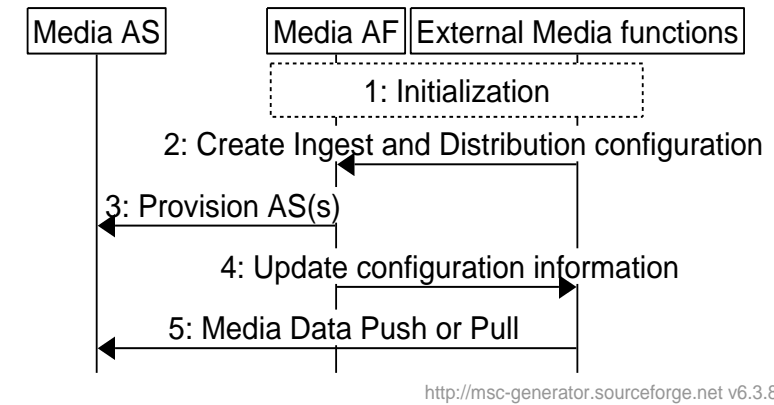 Media AS
Media AF
External Media functions
1: Initialization
2: Create Ingest and Distribution configuration
3: Provision AS(s)
4: Update configuration information
5: Media Data Push or Pull
http://msc-generator.sourceforge.net v6.3.8